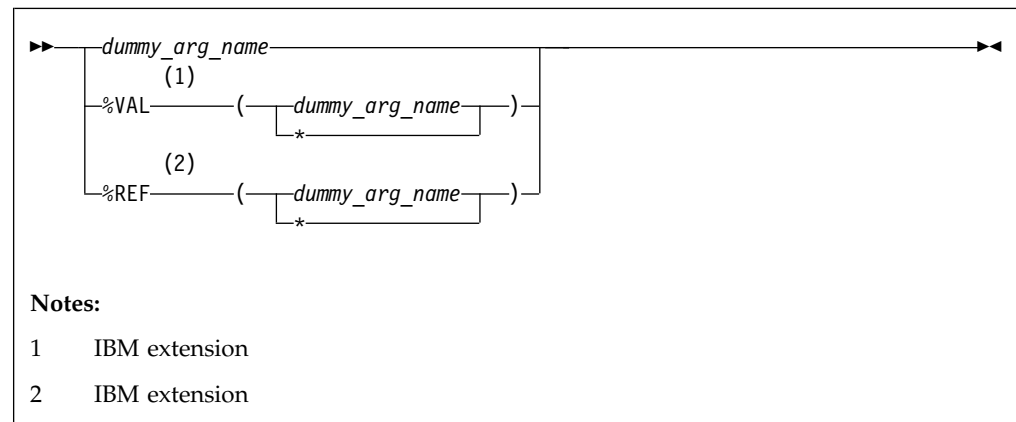 dummy_arg_name
(1)
%VAL ( dummy_arg_name )
*
(2)
%REF ( dummy_arg_name )
*
Notes:
1 IBM extension
2 IBM extension